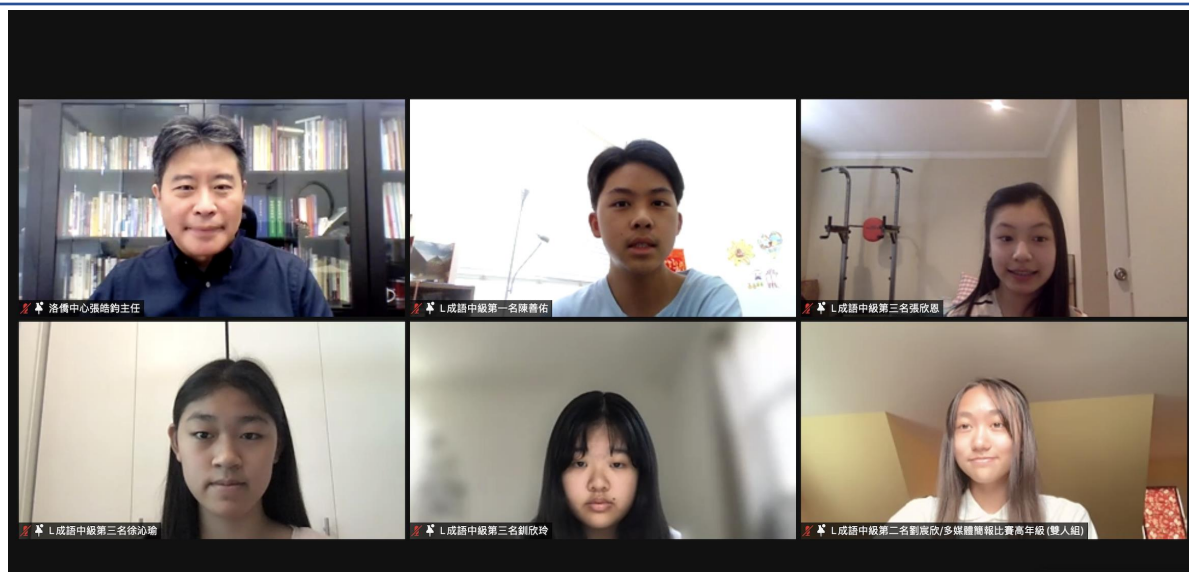 洛僑中心張皓鈞主任
L成語中級第一名陳善佑
L成語中級第三名張欣恩
L成語中級第三名徐沁瑜
L成語中級第三名釧欣玲
L成語中級第二名劉宸欣/多媒體簡報比賽高年級 (雙人組)